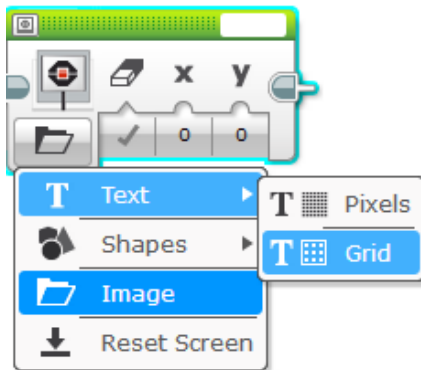 x y
0 0
T Text
T Pixels
Shapes
T Grid
Image
Reset Screen